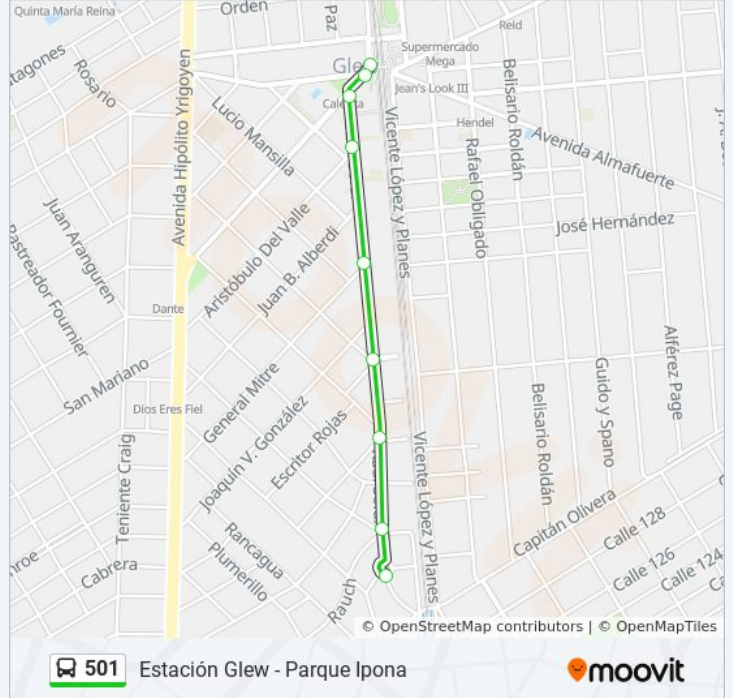 Quinta María Reina
Orden
Paz
Reid
Supermercado
Mega
Jean's Look III
Rosario
Lucio Mansilla
Hendel
Avenida Hipólito Yrigoyen
Vicente López y Planes
Belisario Roldán
Rafael Obligado
Avenida Almafuerte
José Hernández
Juan Aranguren
Aristóbulo Del Valle
Juan B. Alberdi
Dante
San Mariano
Dios Eres Fiel
General Mitre
Joaquín V. González
Escritor Rojas
Teniente Craig
Alférez Page
Guido y Spano
Belisario Roldán
Vicente López y Planes
Capitán Olivera
Calle 128
Calle 126
Calle 124
Cabrera
Rancagua
Plumerillo
Rauch
© OpenStreetMap contributors | © OpenMapTiles
501 Estación Glew - Parque Ipona
moovit